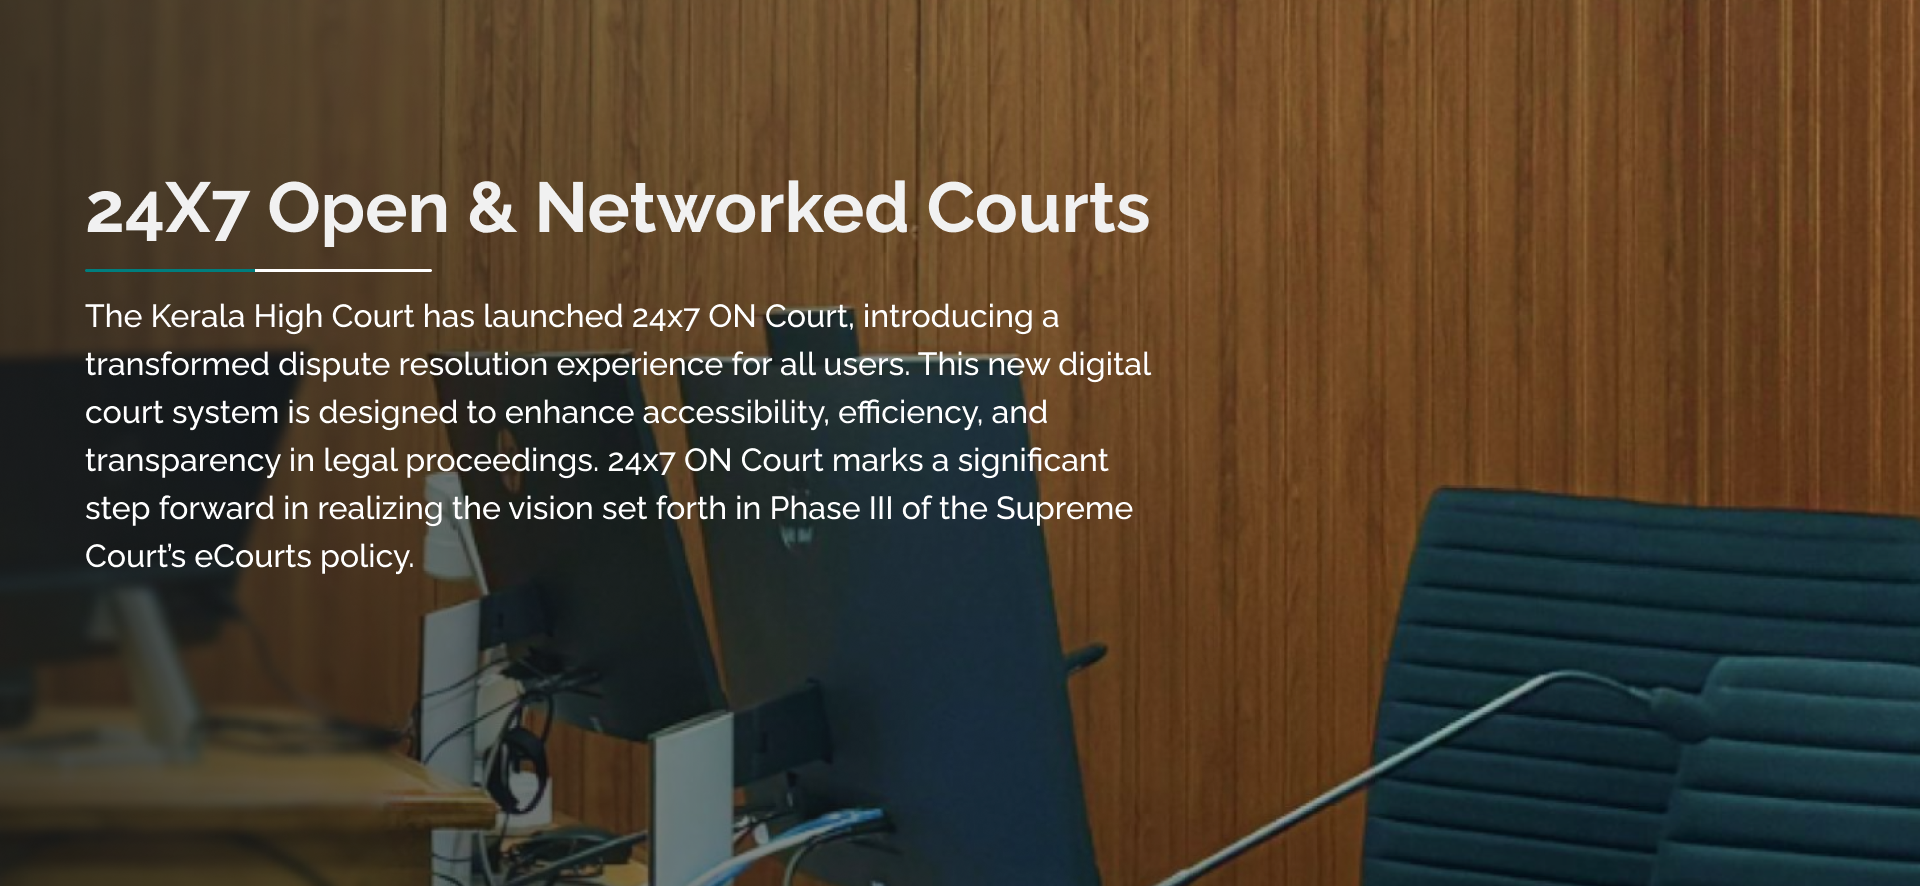 24X7 Open & Networked Courts
The Kerala High Court has launched 24x7 ON Court, introducing a
transformed dispute resolution experience for all users. This new digital
court system is designed to enhance accessibility, efficiency, and
transparency in legal proceedings. 24x7 ON Court marks a significant
step forward in realizing the vision set forth in Phase III of the Supreme
Court’s eCourts policy.